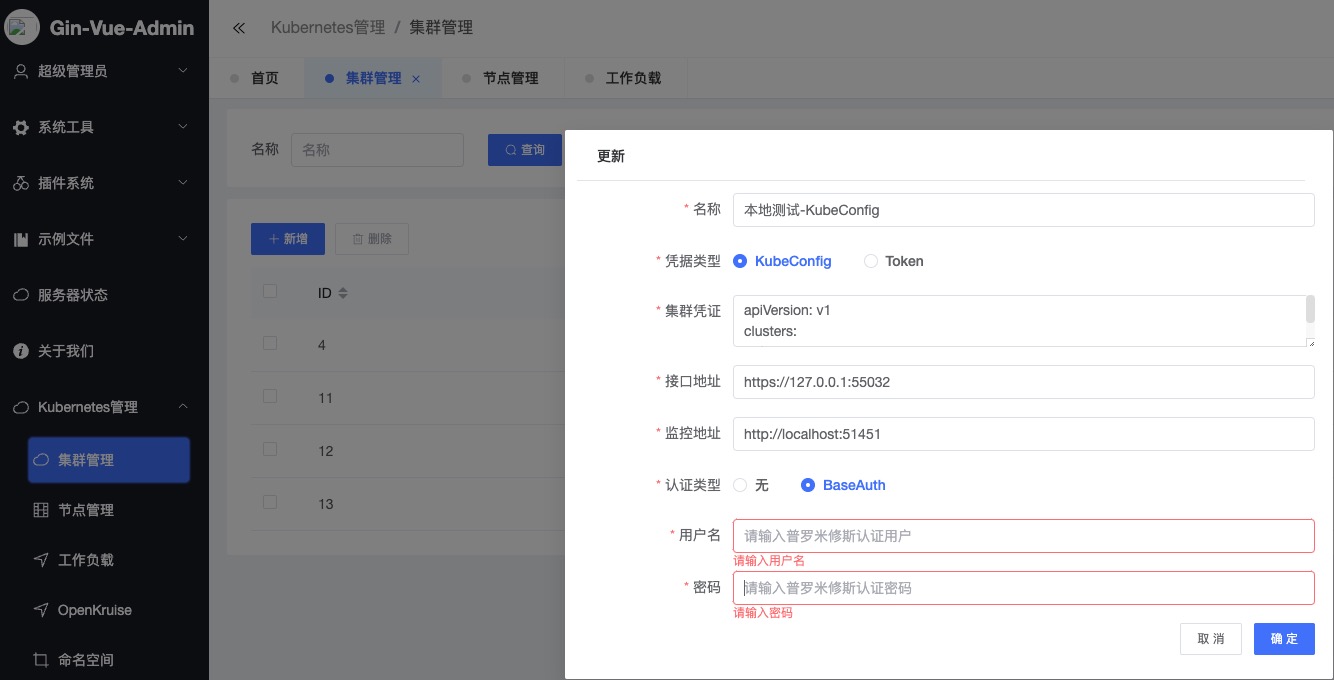 Gin-Vue-Admin
超级管理员
系统工具
插件系统
示例文件
服务器状态
关于我们
Kubernetes管理
集群管理
节点管理
工作负载
OpenKruise
命名空间
Kubernetes管理 / 集群管理
首页 集群管理 × 节点管理 工作负载
名称 名称 查询
+ 新增 删除
ID
4
11
12
13
更新
* 名称 本地测试-KubeConfig
* 凭据类型 KubeConfig Token
* 集群凭证 apiVersion: v1
clusters:
* 接口地址 https://127.0.0.1:55032
* 监控地址 http://localhost:51451
* 认证类型 无 BaseAuth
* 用户名 请输入普罗米修斯认证用户
请输入用户名
* 密码 请输入普罗米修斯认证密码
请输入密码
取 消 确 定